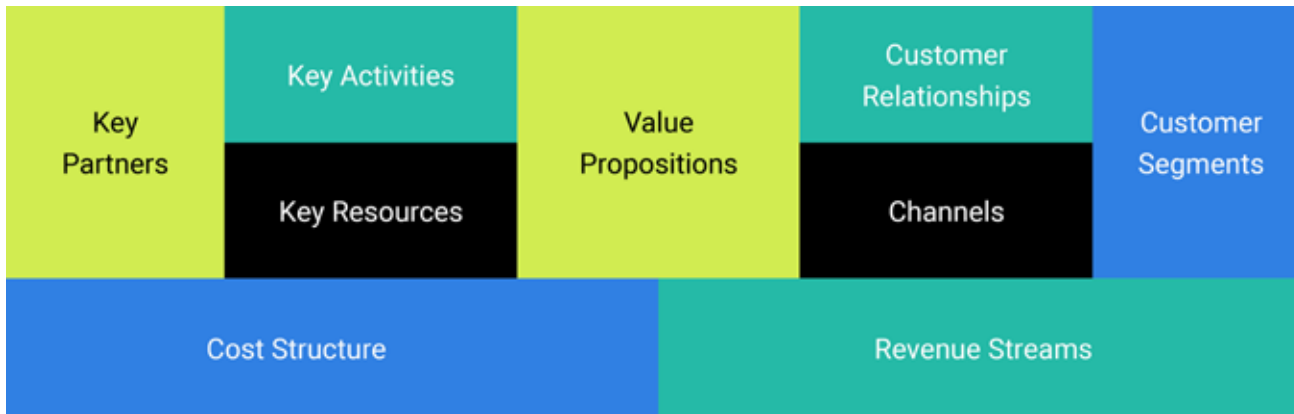 Key
Partners
Key Activities
Key Resources
Value
Propositions
Customer
Relationships
Channels
Customer
Segments
Cost Structure
Revenue Streams